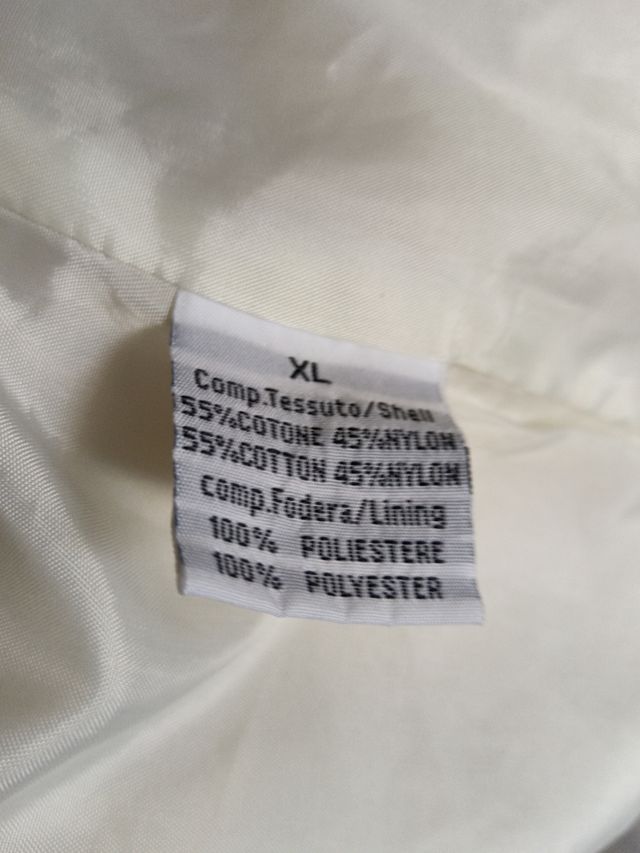 XL
Comp.Tessuto/Shell
55%COTONE 45%NYLON
55%COTTON 45%NYLON
Comp.Fodera/Lining
100% POLIESTERE
100% POLYESTER